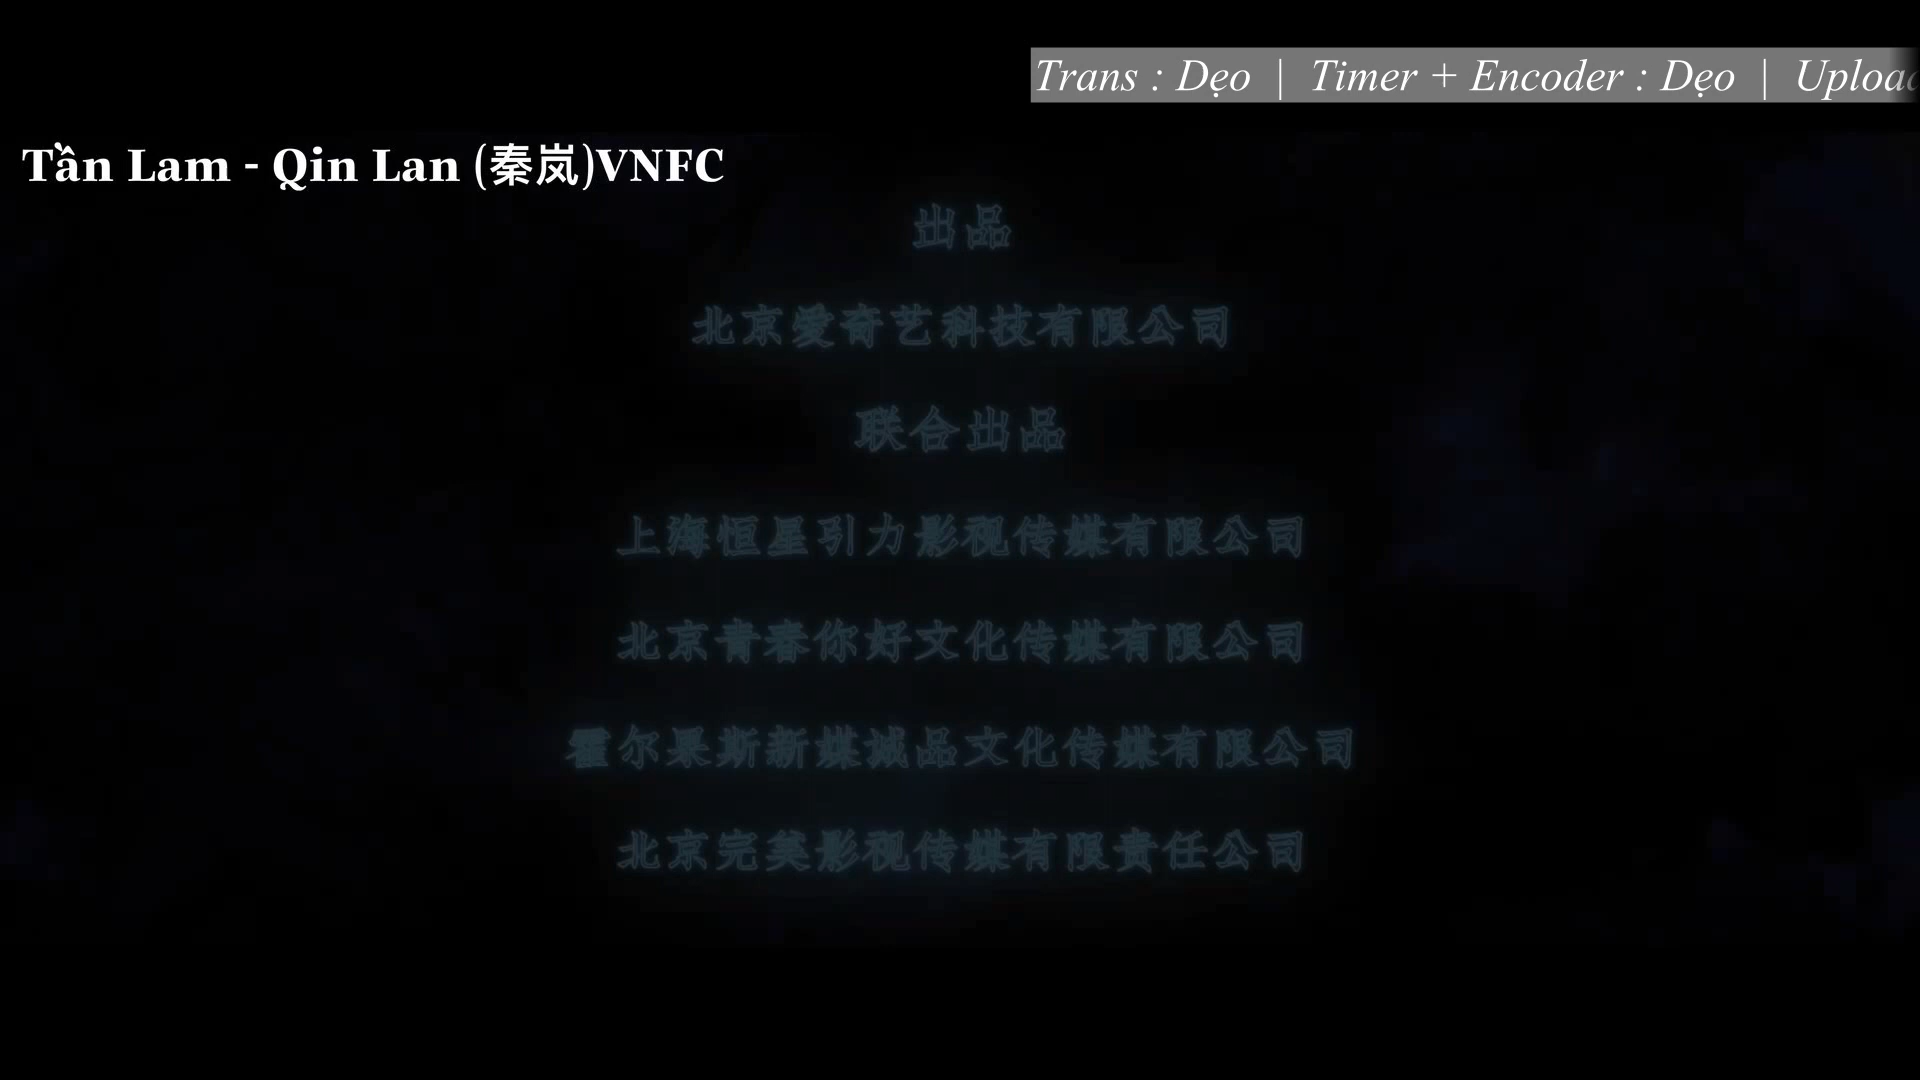 Trans : Dẹo | Timer + Encoder : Dẹo | Uploa
Tần Lam - Qin Lan (秦岚)VNFC
出品
北京爱奇艺科技有限公司
联合出品
上海恒星引力影视传媒有限公司
北京青春你好文化传媒有限公司
霍尔果斯新媒诚品文化传媒有限公司
北京完美影视传媒有限责任公司